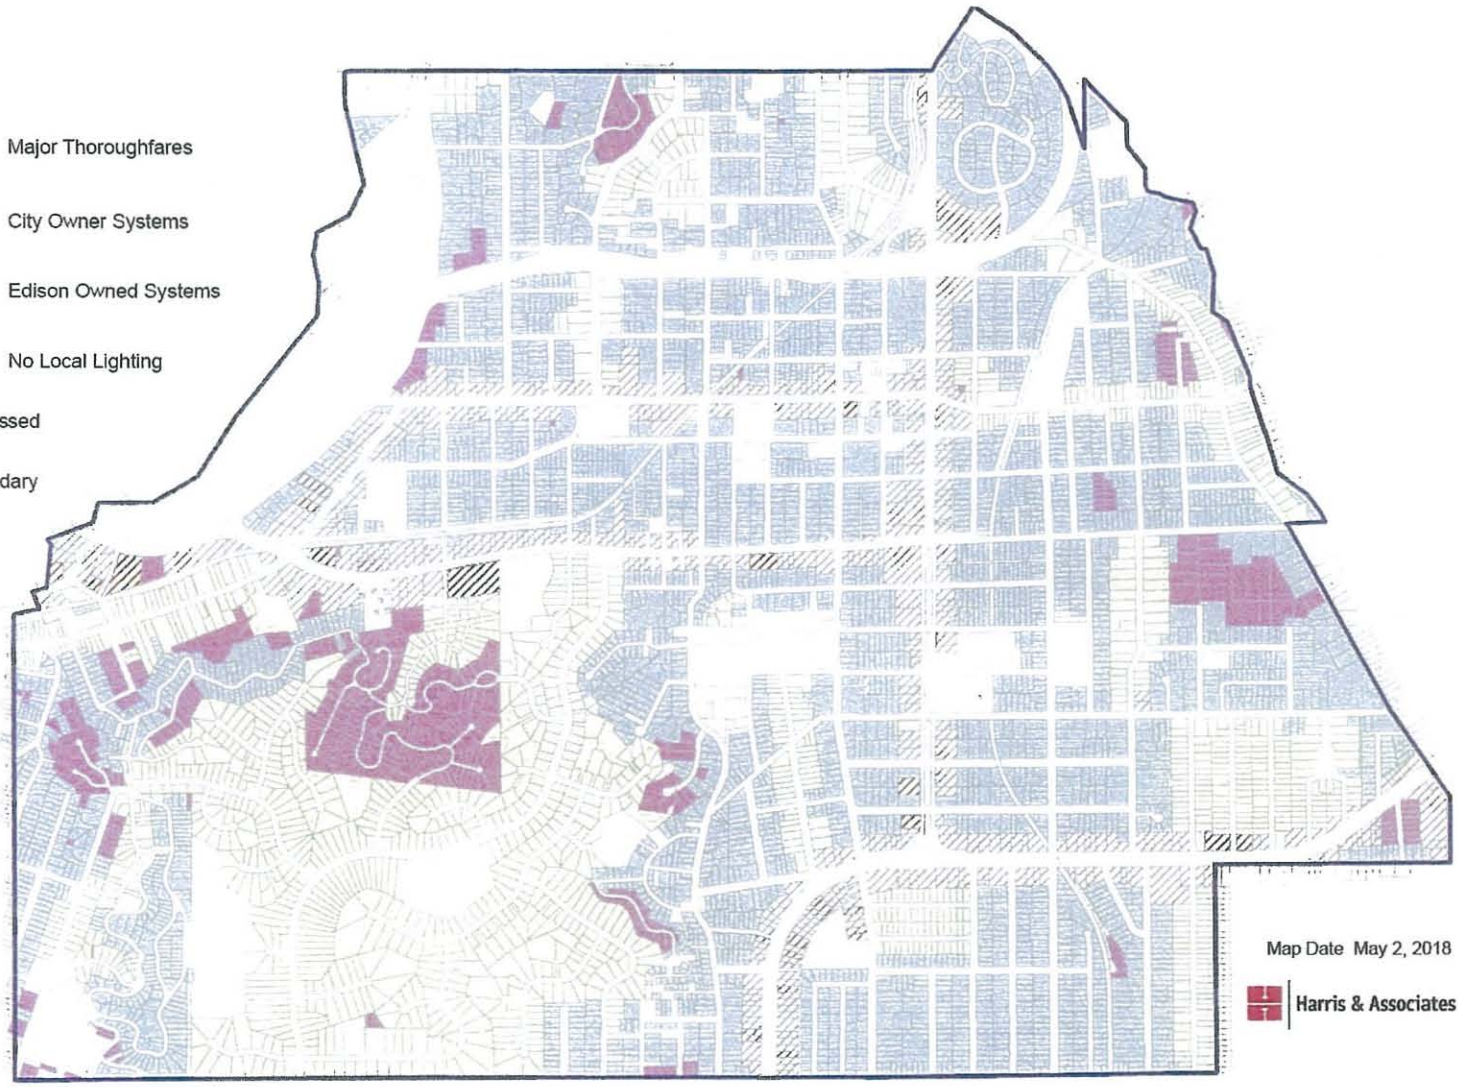 Major Thoroughfares
City Owner Systems
Edison Owned Systems
No Local Lighting
ssed
dary
Map Date May 2, 2018
Harris & Associates